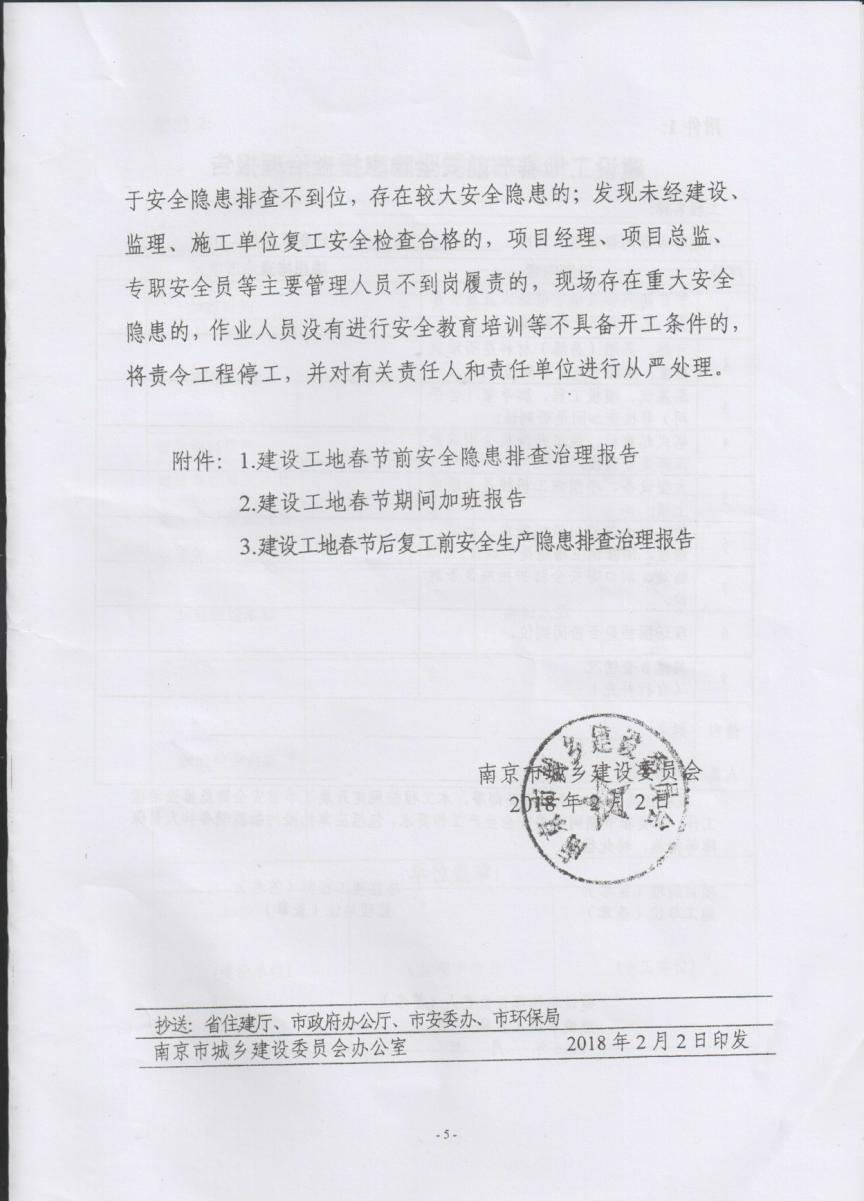 于安全隐患排查不到位，存在较大安全隐患的；发现未经建设、
监理、施工单位复工安全检查合格的，项目经理、项目总监、
专职安全员等主要管理人员不到岗履责的，现场存在重大安全
隐患的，作业人员没有进行安全教育培训等不具备开工条件的，
将责令工程停工，并对有关责任人和责任单位进行从严处理。
附件：1.建设工地春节前安全隐患排查治理报告
2.建设工地春节期间加班报告
3.建设工地春节后复工前安全生产隐患排查治理报告
南京市城乡建设委员会
2018年2月2日
抄送：省住建厅、市政府办公厅、市安委办、市环保局
南京市城乡建设委员会办公室 2018年2月2日印发
- 5 -